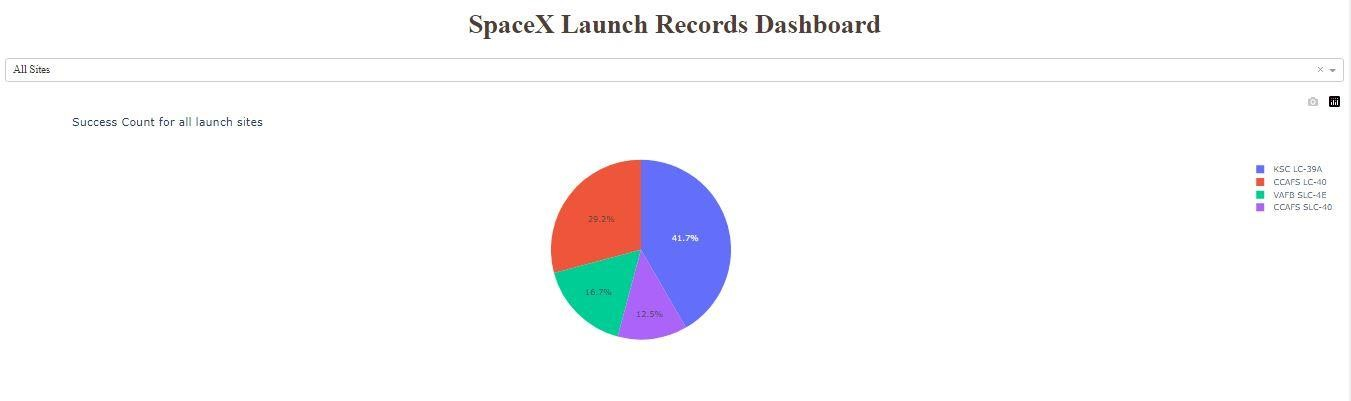 SpaceX Launch Records Dashboard
All Sites
Success Count for all launch sites
KSC LC-39A
CCAFS LC-40
VAFB SLC-4E
CCAFS SLC-40
29.2%
41.7%
16.7%
12.5%